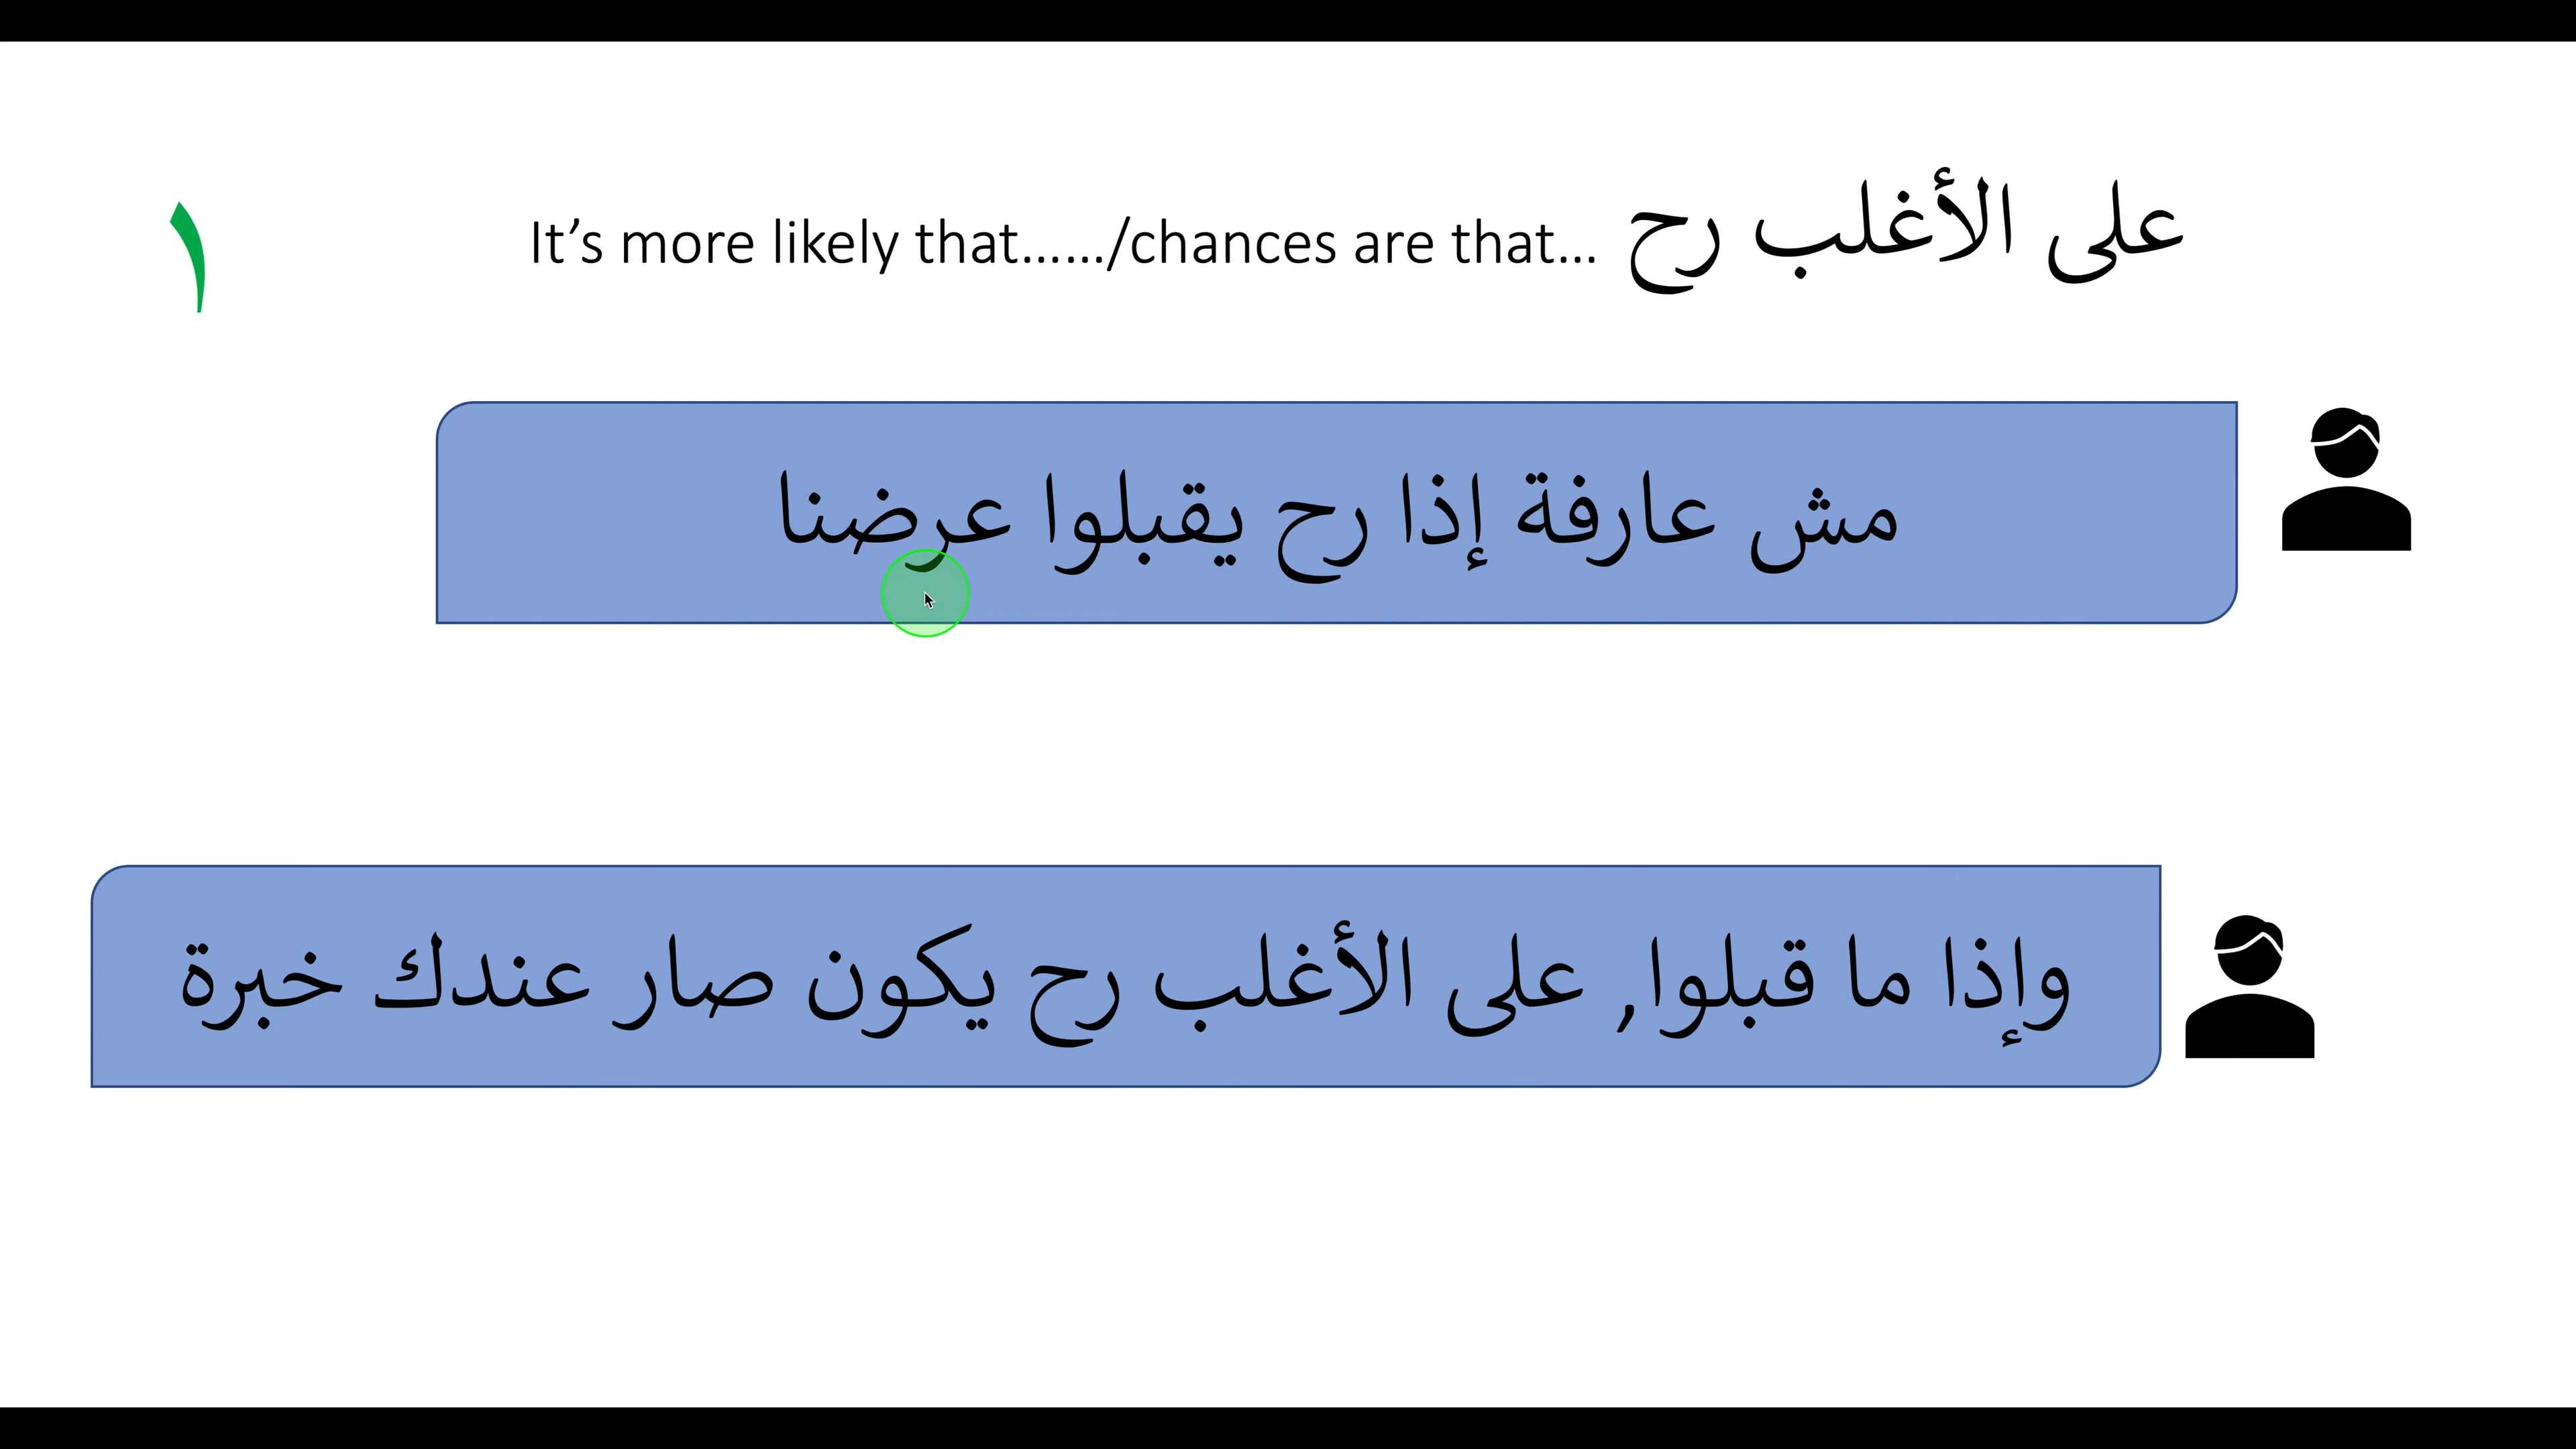 على الأغلب رح It’s more likely that....../chances are that...
١
مش عارفة إذا رح يقبلوا عرضنا
وإذا ما قبلوا, على الأغلب رح يكون صار عندك خبرة